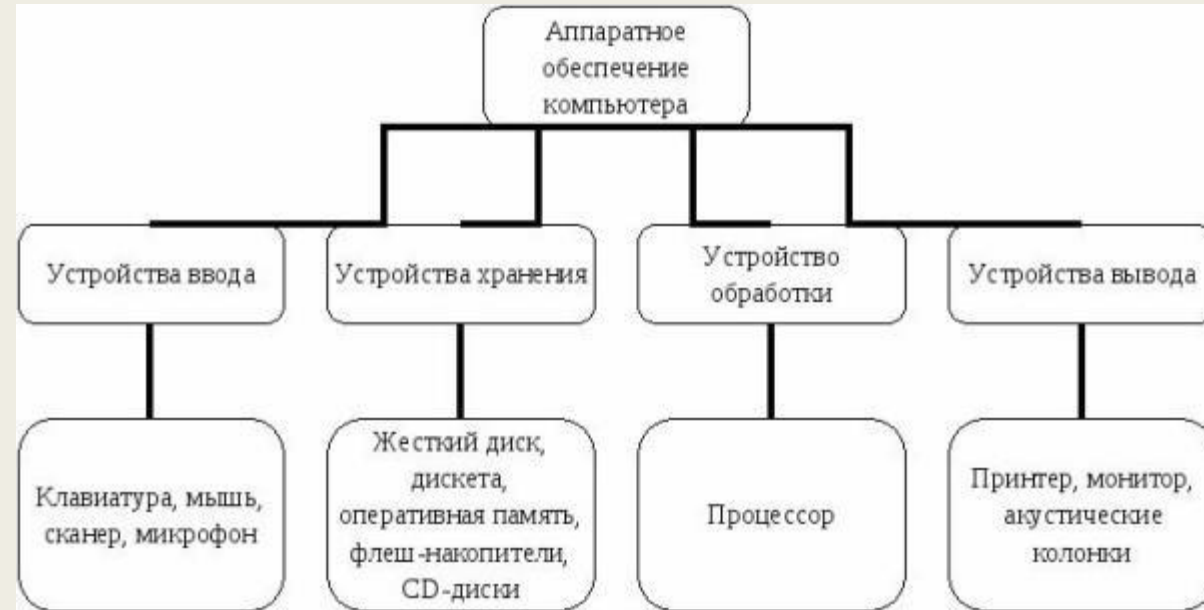 Аппаратное
обеспечение
компьютера
Устройства ввода
Устройства хранения
Устройство
обработки
Устройства вывода
Клавиатура, мышь,
сканер, микрофон
Жесткий диск,
дискета,
оперативная память,
флеш-накопители,
CD-диски
Процессор
Принтер, монитор,
акустические
колонки